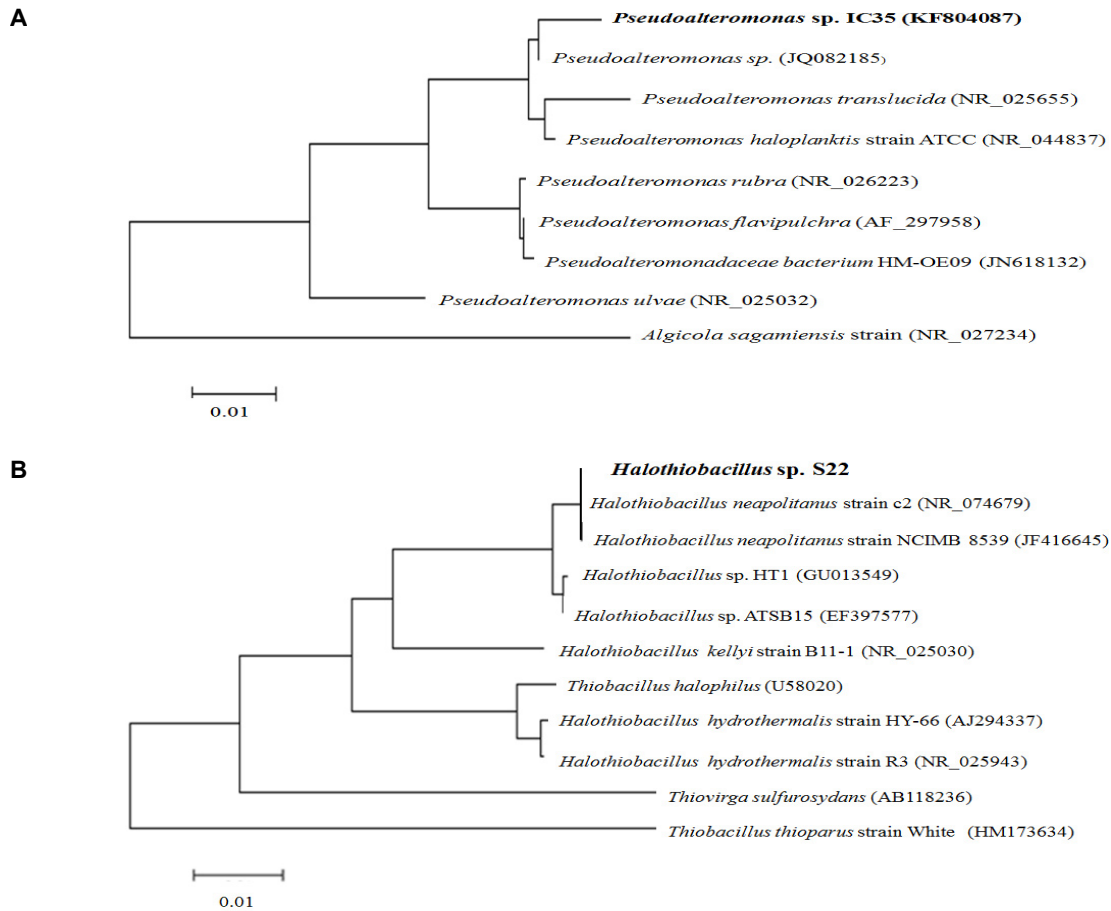 A
Pseudoalteromonas sp. IC35 (KF804087)
Pseudoalteromonas sp. (JQ082185)
Pseudoalteromonas translucida (NR_025655)
Pseudoalteromonas haloplanktis strain ATCC (NR_044837)
Pseudoalteromonas rubra (NR_026223)
Pseudoalteromonas flavipulchra (AF_297958)
Pseudoalteromonadaceae bacterium HM-OE09 (JN618132)
Pseudoalteromonas ulvae (NR_025032)
Algicola sagamiensis strain (NR_027234)
0.01
B
Halothiobacillus sp. S22
Halothiobacillus neapolitanus strain c2 (NR_074679)
Halothiobacillus neapolitanus strain NCIMB 8539 (JF416645)
Halothiobacillus sp. HT1 (GU013549)
Halothiobacillus sp. ATSB15 (EF397577)
Halothiobacillus kellyi strain B11-1 (NR_025030)
Thiobacillus halophilus (U58020)
Halothiobacillus hydrothermalis strain HY-66 (AJ294337)
Halothiobacillus hydrothermalis strain R3 (NR_025943)
Thiovirga sulfurosydans (AB118236)
Thiobacillus thioparus strain White (HM173634)
0.01